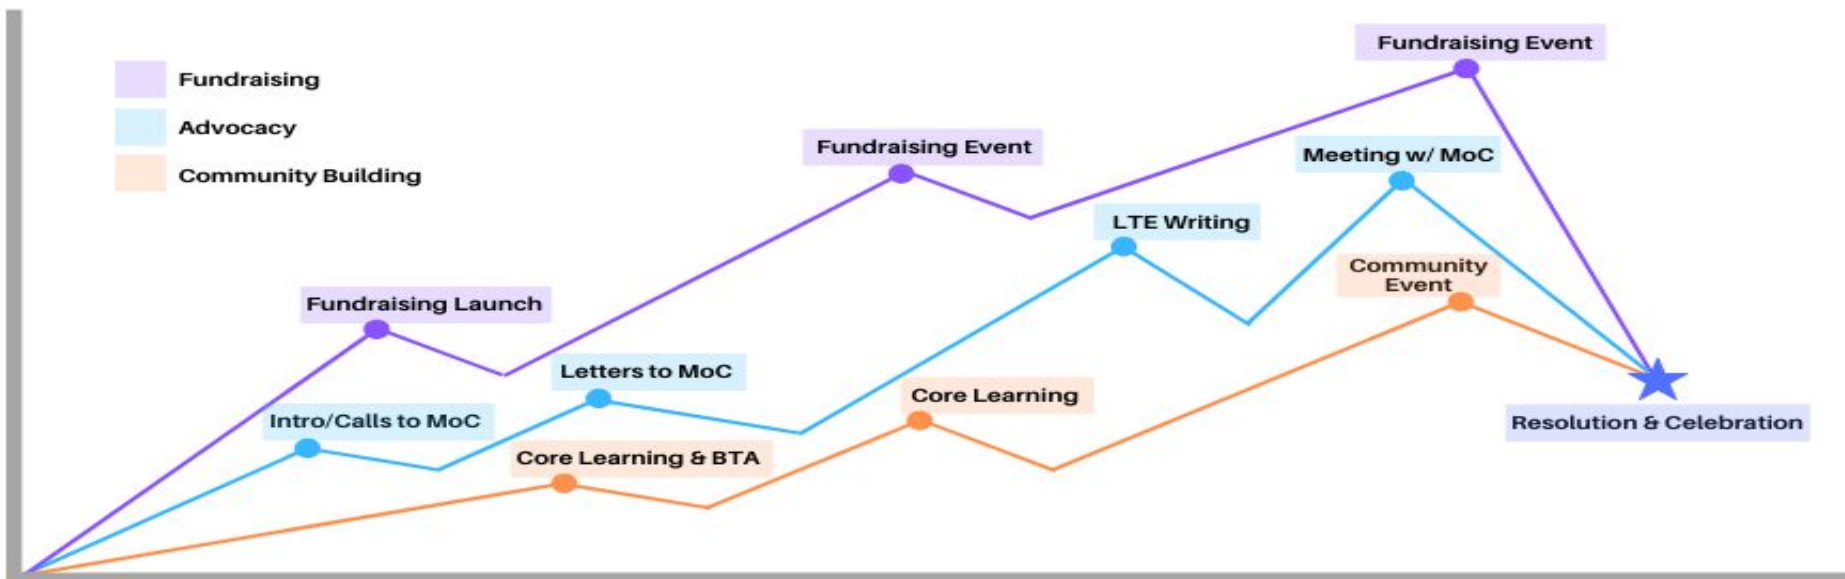 Fundraising
Advocacy
Community Building
Fundraising Event
Fundraising Event
Meeting w/ MoC
LTE Writing
Community
Event
Fundraising Launch
Letters to MoC
Core Learning
Intro/Calls to MoC
Core Learning & BTA
Resolution & Celebration